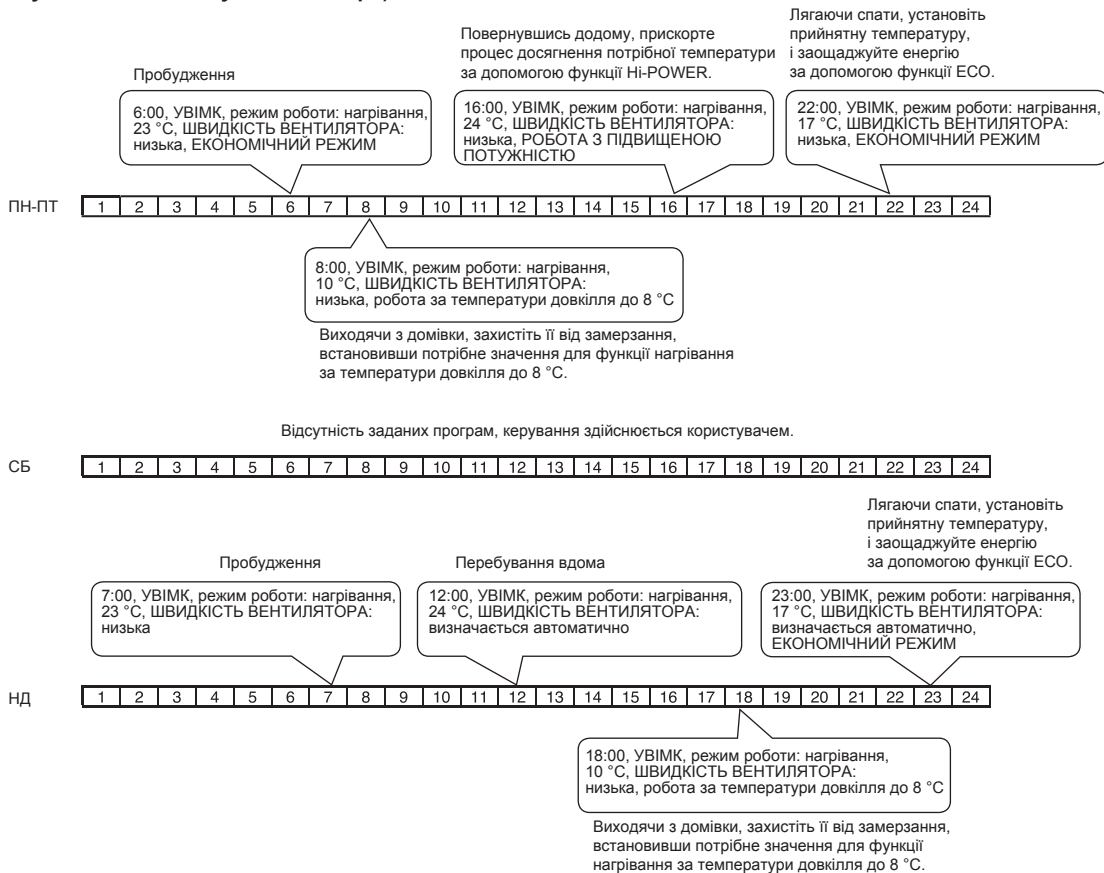 Пробудження
Повернувшись додому, прискорте
процес досягнення потрібної температури
за допомогою функції Hi-POWER.
Лягаючи спати, установіть
прийнятну температуру,
і заощаджуйте енергію
за допомогою функції ECO.
6:00, УВІМК, режим роботи: нагрівання,
23 °C, ШВИДКІСТЬ ВЕНТИЛЯТОРА:
низька, ЕКОНОМІЧНИЙ РЕЖИМ
16:00, УВІМК, режим роботи: нагрівання,
24 °C, ШВИДКІСТЬ ВЕНТИЛЯТОРА:
низька, РОБОТА З ПІДВИЩЕНОЮ
ПОТУЖНІСТЮ
22:00, УВІМК, режим роботи: нагрівання,
17 °C, ШВИДКІСТЬ ВЕНТИЛЯТОРА:
низька, ЕКОНОМІЧНИЙ РЕЖИМ
ПН-ПТ 1 2 3 4 5 6 7 8 9 10 11 12 13 14 15 16 17 18 19 20 21 22 23 24
8:00, УВІМК, режим роботи: нагрівання,
10 °C, ШВИДКІСТЬ ВЕНТИЛЯТОРА:
низька, робота за температури довкілля до 8 °C
Виходячи з домівки, захистіть її від замерзання,
встановивши потрібне значення для функції нагрівання
за температури довкілля до 8 °C.
Відсутність заданих програм, керування здійснюється користувачем.
СБ 1 2 3 4 5 6 7 8 9 10 11 12 13 14 15 16 17 18 19 20 21 22 23 24
Пробудження
Перебування вдома
Лягаючи спати, установіть
прийнятну температуру,
і заощаджуйте енергію
за допомогою функції ECO.
7:00, УВІМК, режим роботи: нагрівання,
23 °C, ШВИДКІСТЬ ВЕНТИЛЯТОРА:
низька
12:00, УВІМК, режим роботи: нагрівання,
24 °C, ШВИДКІСТЬ ВЕНТИЛЯТОРА:
визначається автоматично
23:00, УВІМК, режим роботи: нагрівання,
17 °C, ШВИДКІСТЬ ВЕНТИЛЯТОРА:
визначається автоматично,
ЕКОНОМІЧНИЙ РЕЖИМ
НД 1 2 3 4 5 6 7 8 9 10 11 12 13 14 15 16 17 18 19 20 21 22 23 24
18:00, УВІМК, режим роботи: нагрівання,
10 °C, ШВИДКІСТЬ ВЕНТИЛЯТОРА:
низька, робота за температури довкілля до 8 °C
Виходячи з домівки, захистіть її від замерзання,
встановивши потрібне значення для функції
нагрівання за температури довкілля до 8 °C.